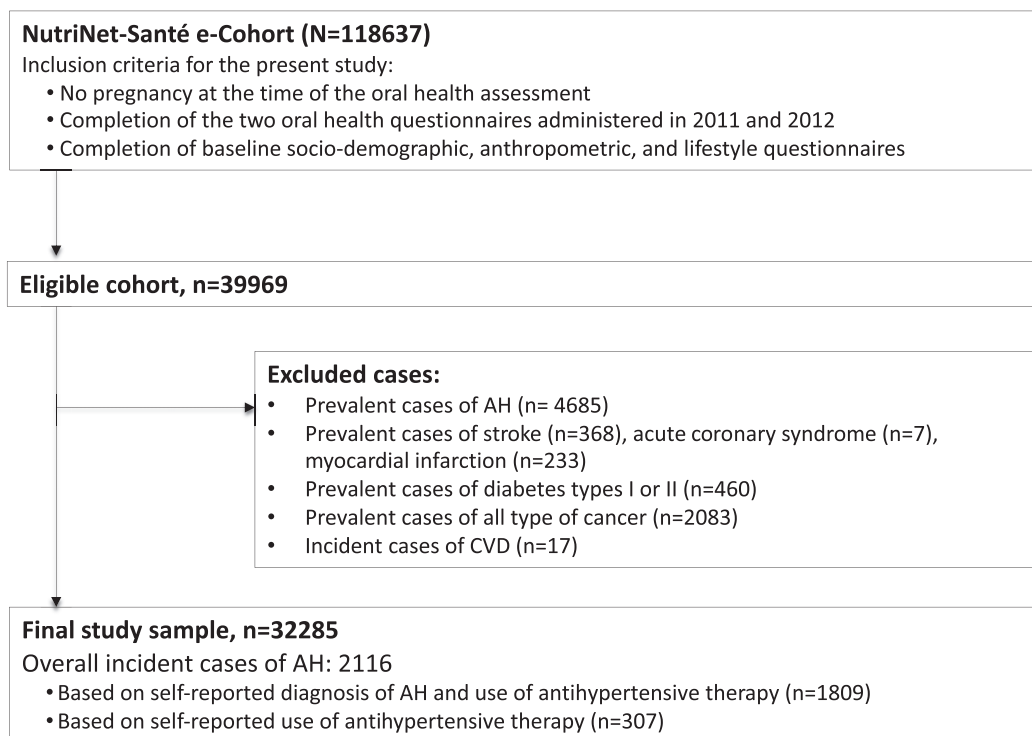 NutriNet-Santé e-Cohort (N=118637)
Inclusion criteria for the present study:
• No pregnancy at the time of the oral health assessment
• Completion of the two oral health questionnaires administered in 2011 and 2012
• Completion of baseline socio-demographic, anthropometric, and lifestyle questionnaires
Eligible cohort, n=39969
Excluded cases:
• Prevalent cases of AH (n= 4685)
• Prevalent cases of stroke (n=368), acute coronary syndrome (n=7),
myocardial infarction (n=233)
• Prevalent cases of diabetes types I or II (n=460)
• Prevalent cases of all type of cancer (n=2083)
• Incident cases of CVD (n=17)
Final study sample, n=32285
Overall incident cases of AH: 2116
• Based on self-reported diagnosis of AH and use of antihypertensive therapy (n=1809)
• Based on self-reported use of antihypertensive therapy (n=307)